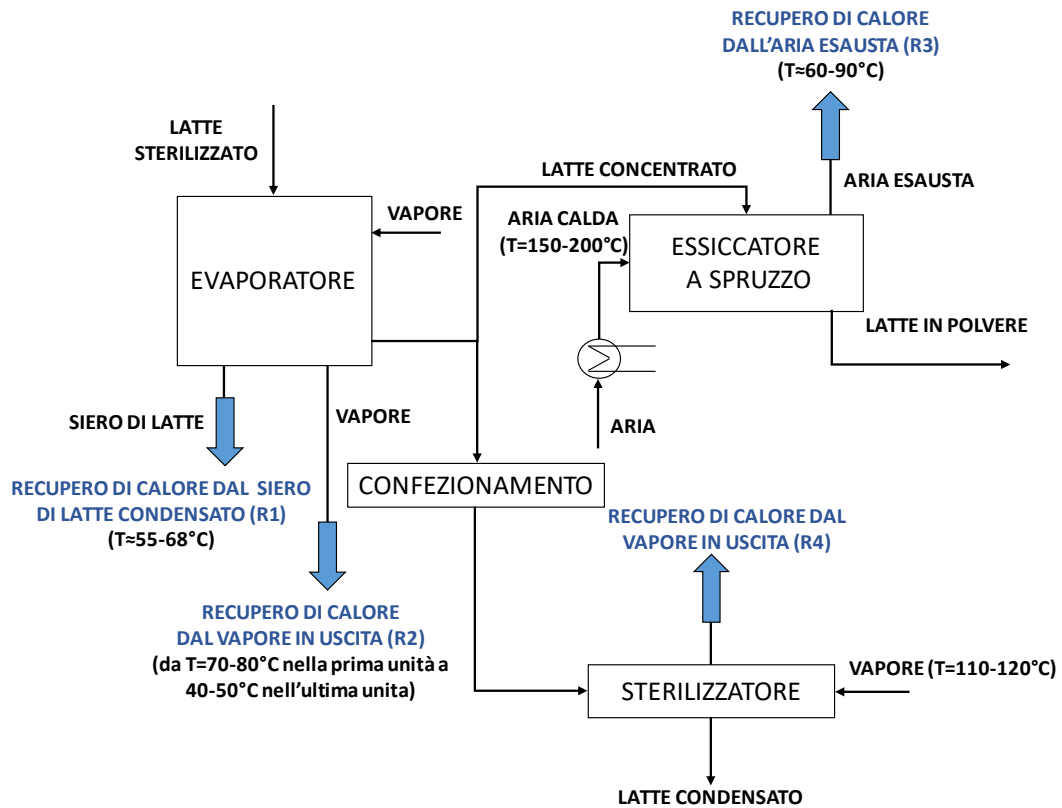 RECUPERO DI CALORE
DALL'ARIA ESAUSTA (R3)
(T≈60-90°C)
LATTE
STERILIZZATO
LATTE CONCENTRATO
ARIA ESAUSTA
VAPORE
ARIA CALDA
(T=150-200°C)
EVAPORATORE
ESSICCATORE
A SPRUZZO
LATTE IN POLVERE
SIERO DI LATTE
VAPORE
ARIA
RECUPERO DI CALORE DAL SIERO
DI LATTE CONDENSATO (R1)
(T≈55-68°C)
CONFEZIONAMENTO
RECUPERO DI CALORE DAL
VAPORE IN USCITA (R4)
RECUPERO DI CALORE
DAL VAPORE IN USCITA (R2)
(da T=70-80°C nella prima unità a
40-50°C nell'ultima unita)
STERILIZZATORE
VAPORE (T=110-120°C)
LATTE CONDENSATO